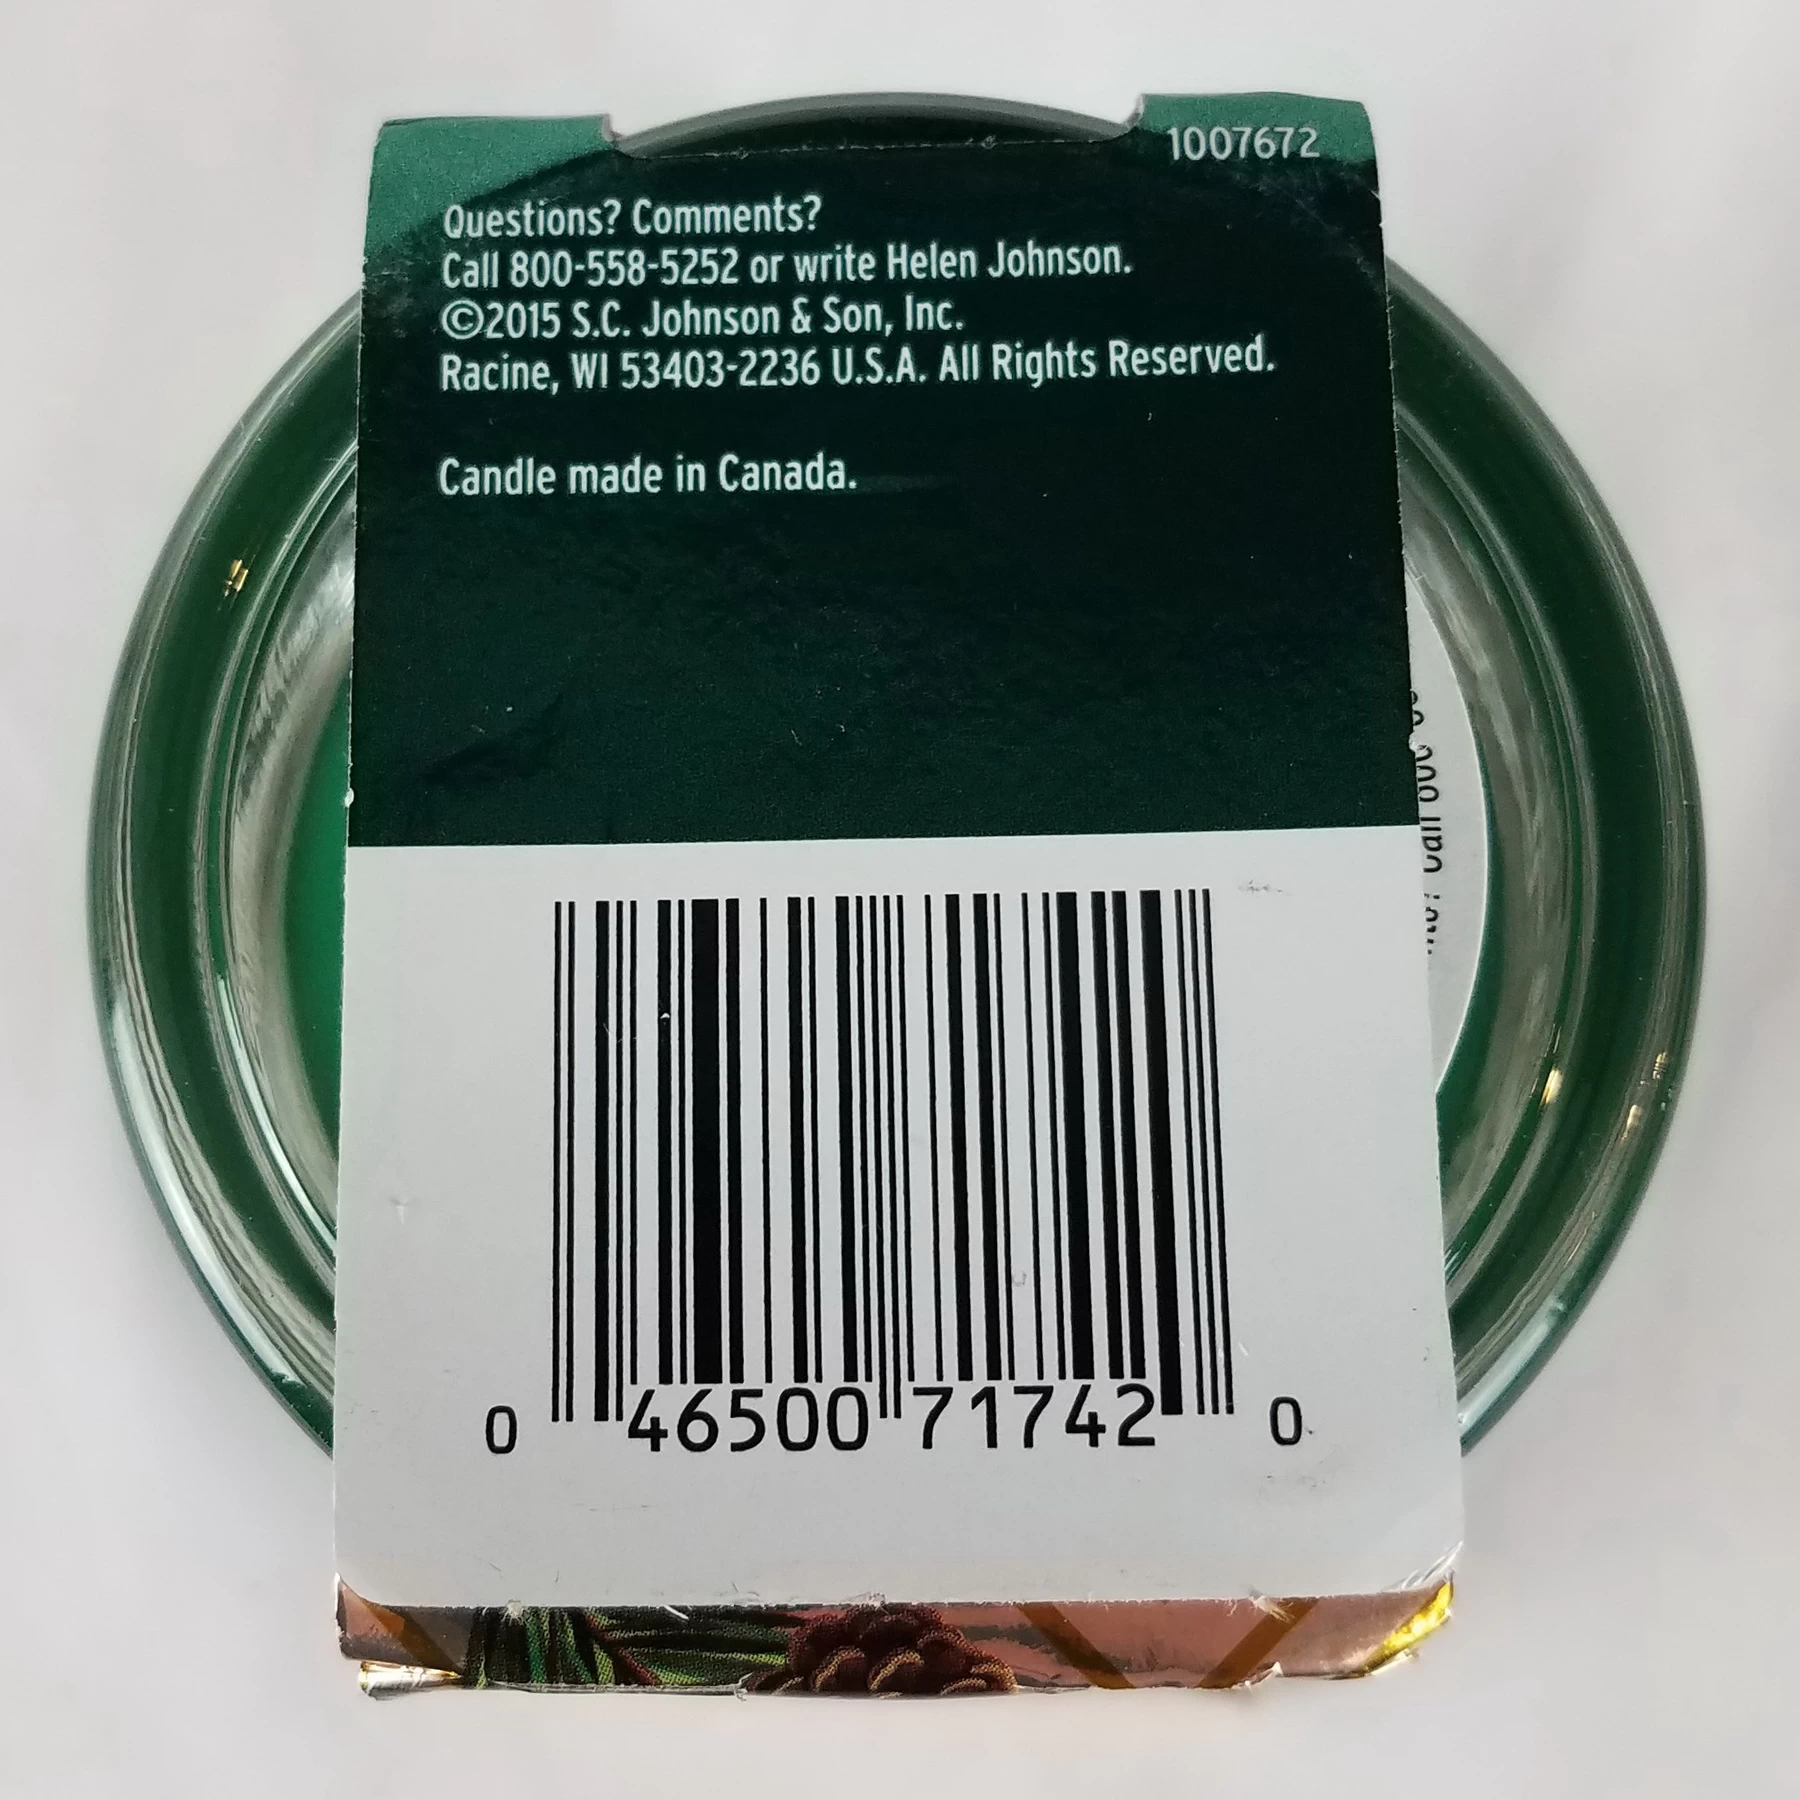 1007672
Questions? Comments?
Call 800-558-5252 or write Helen Johnson.
©2015 S.C. Johnson & Son, Inc.
Racine, WI 53403-2236 U.S.A. All Rights Reserved.
Candle made in Canada.
0 46500 71742 0